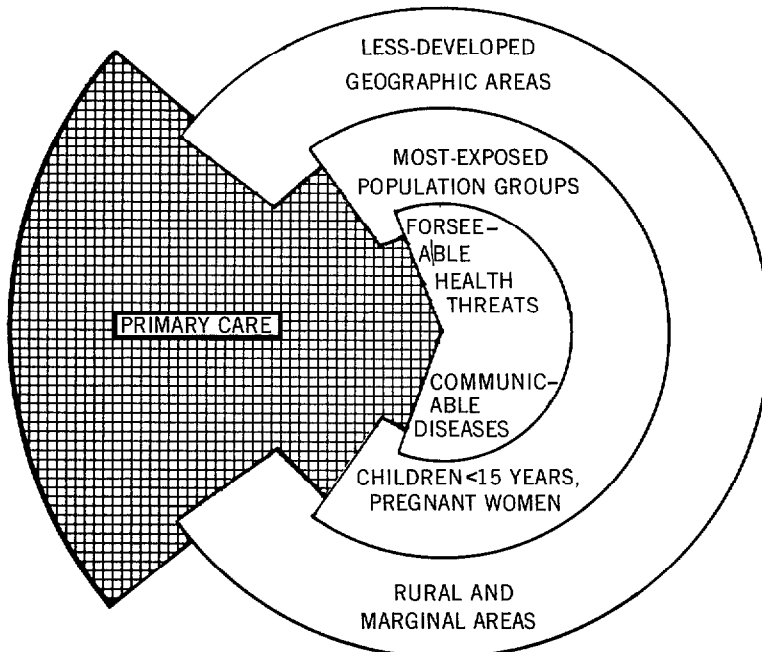 LESS-DEVELOPED
GEOGRAPHIC AREAS
MOST-EXPOSED
POPULATION GROUPS
FORSEE-
ABLE
HEALTH
THREATS
PRIMARY CARE
COMMUNIC-
ABLE
DISEASES
CHILDREN <15 YEARS,
PREGNANT WOMEN
RURAL AND
MARGINAL AREAS